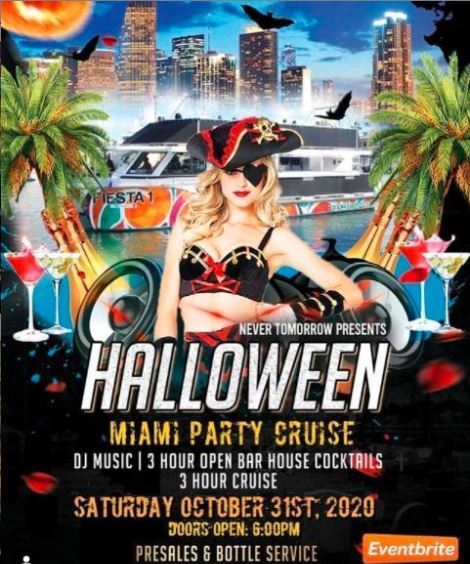 FIESTA 1
NEVER TOMORROW PRESENTS
HALLOWEEN
MIAMI PARTY CRUISE
DJ MUSIC | 3 HOUR OPEN BAR HOUSE COCKTAILS
3 HOUR CRUISE
SATURDAY OCTOBER 31ST, 2020
DOORS OPEN: 6:00PM
PRESALES & BOTTLE SERVICE
Eventbrite